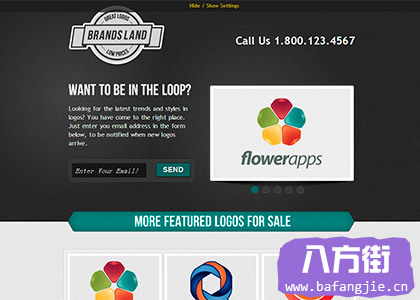 Hide / Show Settings
GREAT LOGOS
BRANDS LAND
LOW PRICES
Call Us 1.800.123.4567
WANT TO BE IN THE LOOP?
Looking for the latest trends and styles in
logos? You have come to the right place.
Just enter you email address in the form
below, to be notified when new logos
arrive.
Enter Your Email!
SEND
flowerapps
MORE FEATURED LOGOS FOR SALE
八方街
www.bafangjie.cn